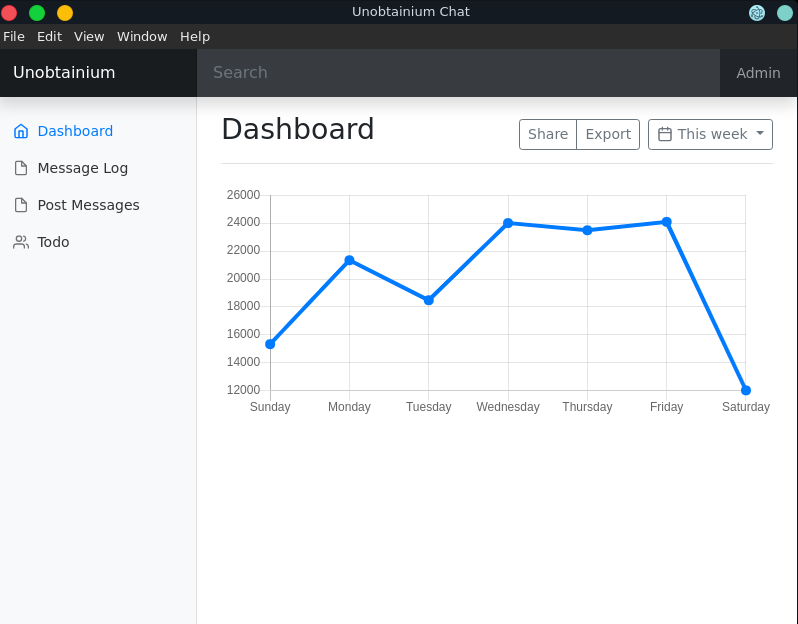 Unobtainium Chat
File Edit View Window Help
Unobtainium Search Admin
Dashboard
Message Log
Post Messages
Todo
Dashboard
Share Export This week
26000
24000
22000
20000
18000
16000
14000
12000
Sunday Monday Tuesday Wednesday Thursday Friday Saturday